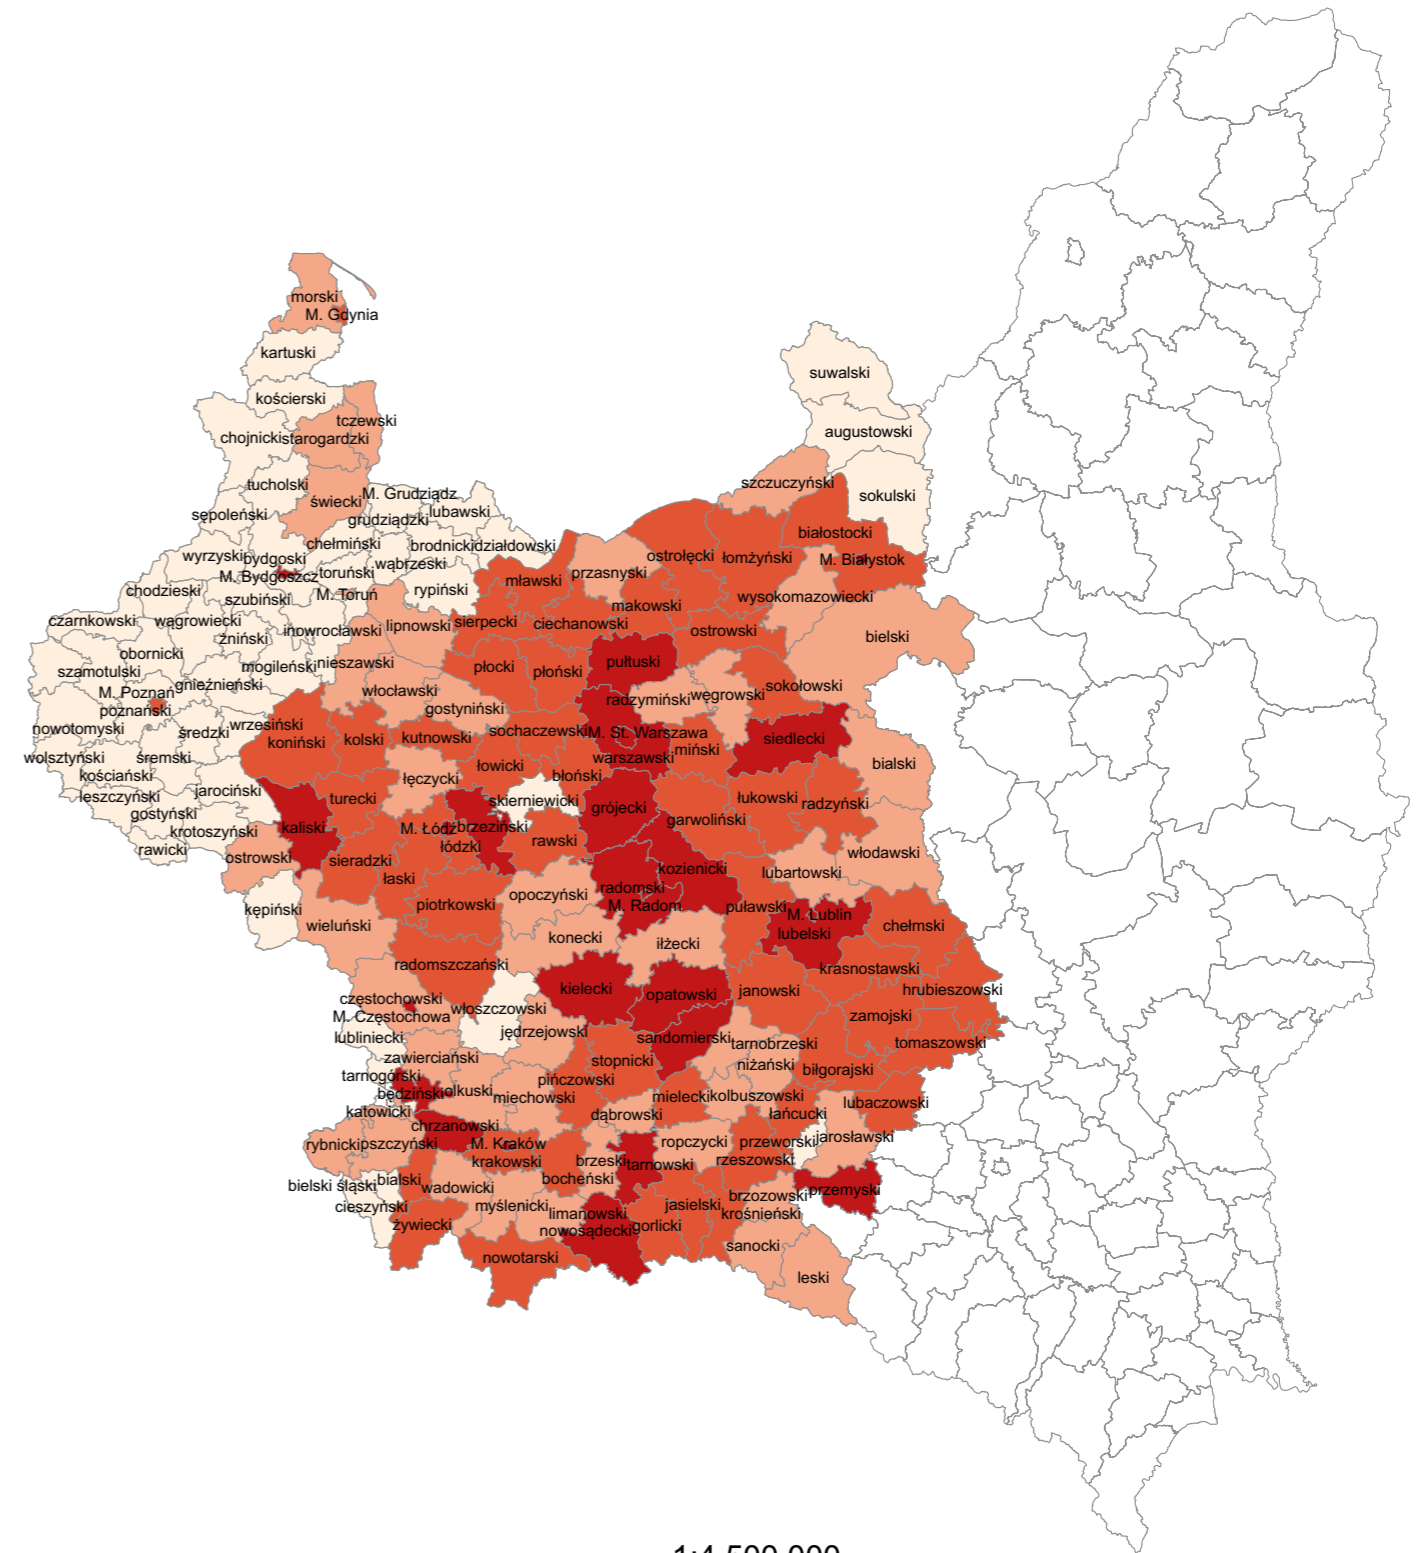 morski
M. Gdynia
kartuski
suwalski
kościerski
tczewski
augustowski
chojnicki
starogardzki
tucholski
szczuczyński
M. Grudziądz
sokulski
świecki
lubawski
sępoleński
grudziądzki
białostocki
chełmiński
brodnicki
działdowski
wyrzyski
bydgoski
ostrołęcki
łomżyński
M. Białystok
wąbrzeski
toruński
M. Bydgoszcz
mławski
przasnyski
chodzieski
rypiński
M. Toruń
szubiński
wysokomazowiecki
makowski
czarnkowski
wągrowiecki
sierpecki
ciechanowski
lipnowski
inowrocławski
ostrowski
żniński
bielski
obornicki
pułtuski
mogileński
nieszawski
płocki
płoński
szamotulski
gnieźnieński
sokołowski
M. Poznań
włocławski
węgrowski
radzymiński
poznański
gostyniński
wrzesiński
nowotomyski
średzki
sochaczewski
M. St. Warszawa
koniński
kolski
kutnowski
siedlecki
miński
wolsztyński
śremski
warszawski
bialski
łowicki
kościański
łęczycki
błoński
jarociński
leszczyński
turecki
skierniewicki
łukowski
radzyński
grójecki
gostyński
garwoliński
krotoszyński
kaliski
M. Łódź
brzeziński
rawski
łódzki
rawicki
ostrowski
sieradzki
włodawski
kozienicki
lubartowski
łaski
radomski
opoczyński
piotrkowski
M. Radom
puławski
kępiński
M. Lublin
wieluński
lubelski
chełmski
konecki
iłżecki
radomszczański
krasnostawski
kielecki
opatowski
janowski
hrubieszowski
częstochowski
włoszczowski
M. Częstochowa
zamojski
jędrzejowski
lubliniecki
sandomierski
tarnobrzeski
tomaszowski
zawierciański
stopnicki
niżański
biłgorajski
tarnogórski
pińczowski
będziński
olkuski
miechowski
mielecki
kolbuszowski
lubaczowski
katowicki
dąbrowski
łańcucki
chrzanowski
rybnicki
pszczyński
M. Kraków
ropczycki
przeworski
jarosławski
krakowski
brzeski
tarnowski
rzeszowski
bielski śląski
bialski
bocheński
wadowicki
przemyski
brzozowski
cieszyński
myślenicki
limanowski
jasielski
krośnieński
żywiecki
nowosądecki
gorlicki
sanocki
nowotarski
leski